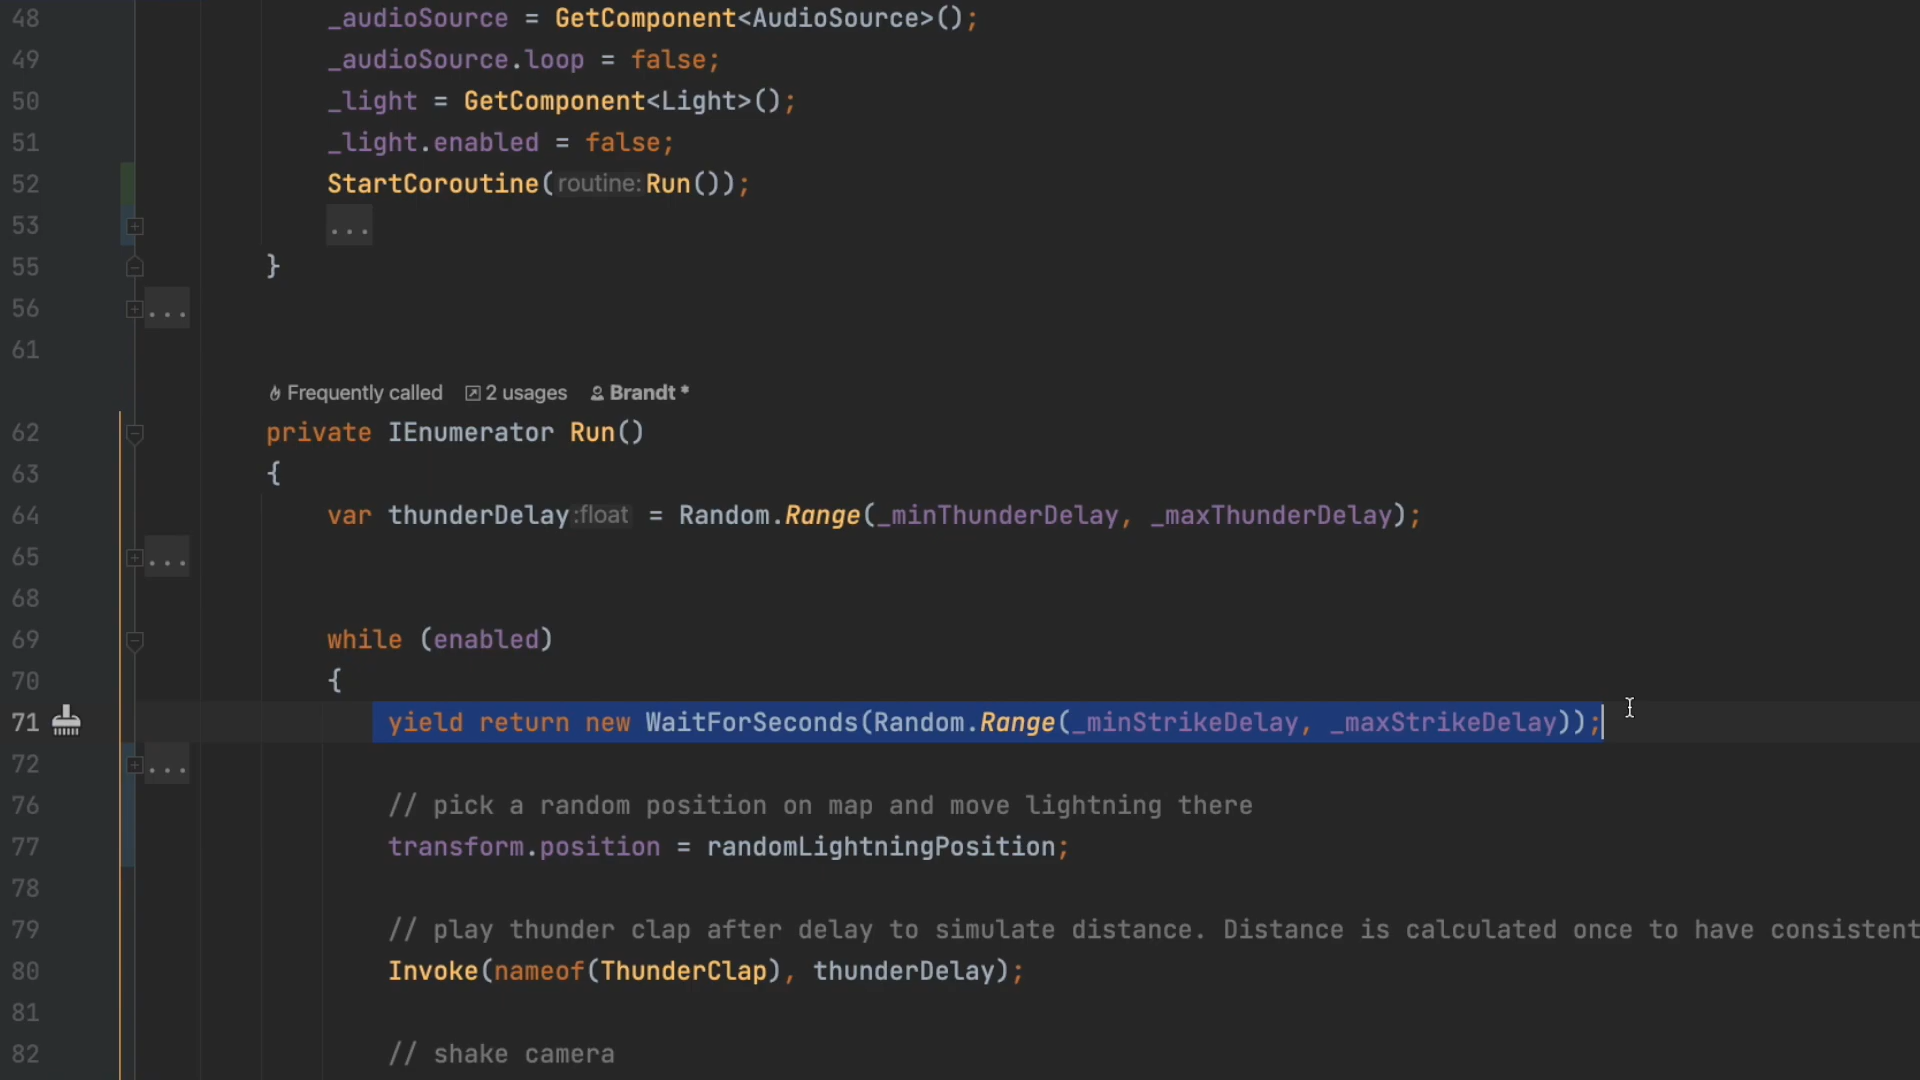 48 _audioSource = GetComponent<AudioSource>();
49 _audioSource.loop = false;
50 _light = GetComponent<Light>();
51 _light.enabled = false;
52 StartCoroutine(routine: Run());
53 ...
55 }
56 ...
61
Frequently called 2 usages Brandt *
62 private IEnumerator Run()
63 {
64 var thunderDelay :float = Random.Range(_minThunderDelay, _maxThunderDelay);
65 ...
68
69 while (enabled)
70 {
71 yield return new WaitForSeconds(Random.Range(_minStrikeDelay, _maxStrikeDelay));
72 ...
76 // pick a random position on map and move lightning there
77 transform.position = randomLightningPosition;
78
79 // play thunder clap after delay to simulate distance. Distance is calculated once to have consistent
80 Invoke(nameof(ThunderClap), thunderDelay);
81
82 // shake camera